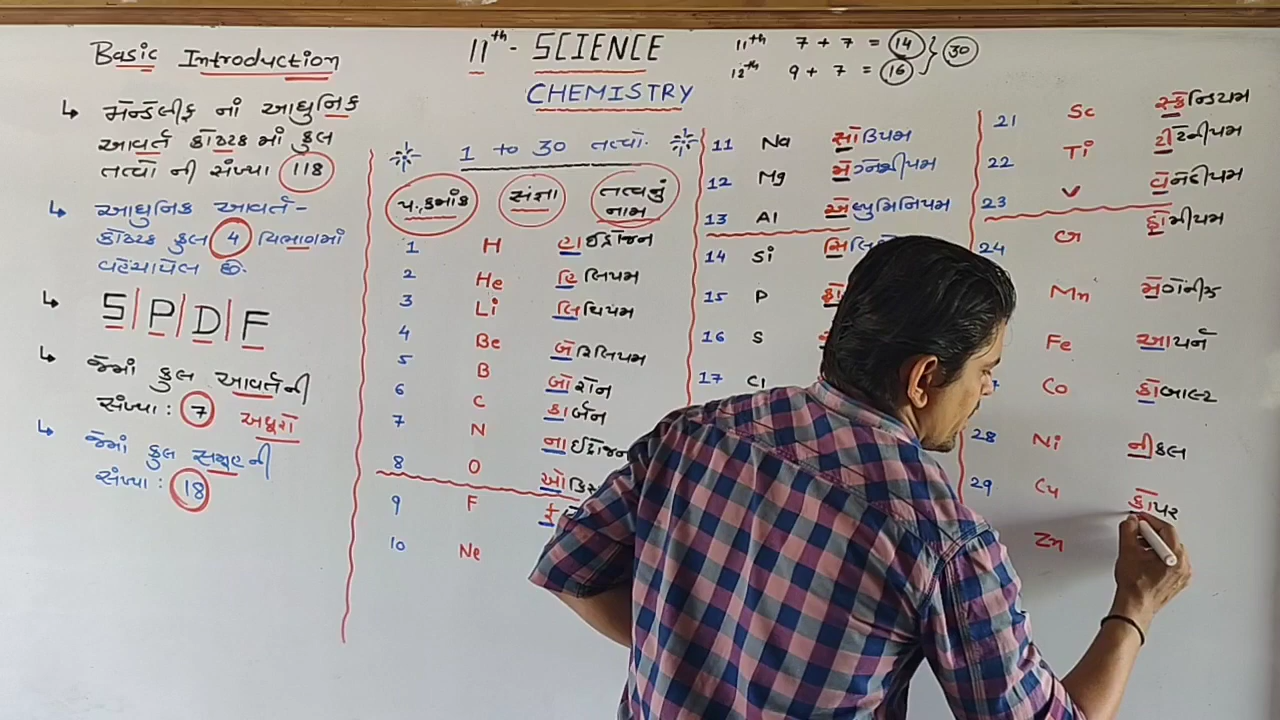 Basic Introduction
↳ મેન્ડેલીફ નાં આધુનિક
આવર્ત કોષ્ટક માં કુલ
તત્વો ની સંખ્યા 118
↳ આધુનિક આવર્ત-
કોષ્ટક કુલ 4 વિભાગમાં
વહેંચાયેલ છે.
↳ S|P|D|F
↳ જેમાં કુલ આવર્તની
સંખ્યા : 7 અધૂરો
↳ જેમાં કુલ સમૂહની
સંખ્યા : 18
11th - SCIENCE
CHEMISTRY
11th 7 + 7 = 14
12th 9 + 7 = 16
30
1 to 30 તત્વો.
પ.ક્રમાંક સંજ્ઞા તત્વનું નામ
1 H હાઈડ્રોજન
2 He હિલિયમ
3 Li લિથિયમ
4 Be બેરિલિયમ
5 B બોરોન
6 C કાર્બન
7 N નાઈટ્રોજન
8 O
9 F
10 Ne
11 Na સોડિયમ
12 Mg મેગ્નેશીયમ
13 Al એલ્યુમિનિયમ
14 Si
15 P
16 S
17 Cl
21 Sc સ્કેન્ડિયમ
22 Ti ટીટેનીયમ
23 V વેનેડીયમ
24 Cr ક્રોમીયમ
Mn મેંગેનીઝ
Fe આયર્ન
Co કોબાલ્ટ
28 Ni નીકલ
29 Cu કોપર
Zn